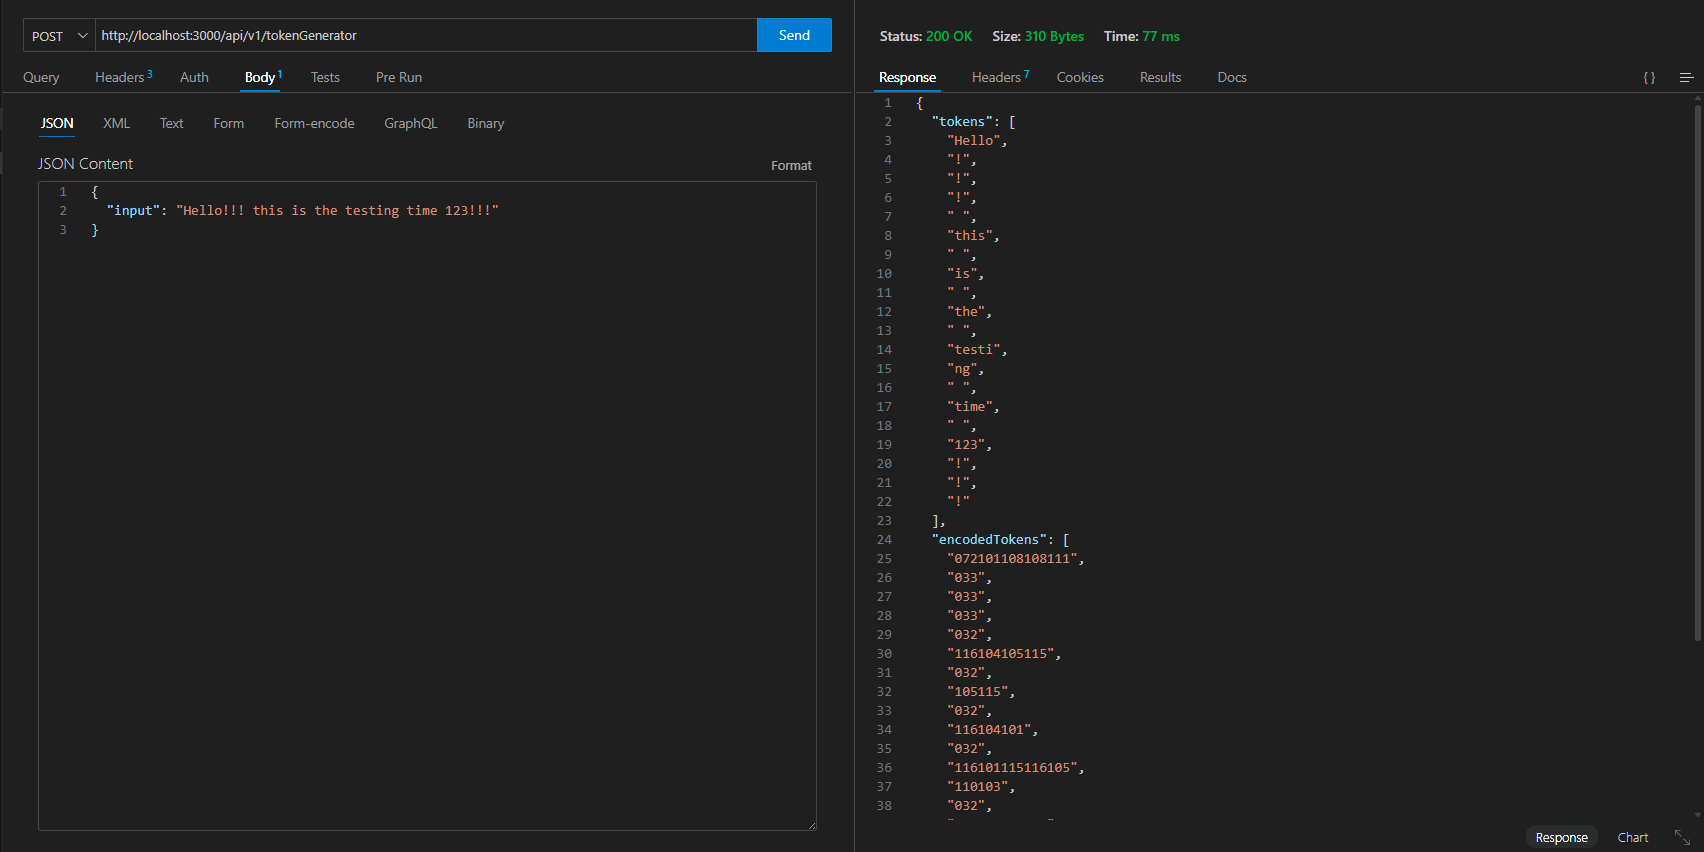 POST http://localhost:3000/api/v1/tokenGenerator Send
Query Headers 3 Auth Body 1 Tests Pre Run
JSON XML Text Form Form-encode GraphQL Binary
JSON Content Format
1 {
2 "input": "Hello!!! this is the testing time 123!!!"
3 }
Status: 200 OK Size: 310 Bytes Time: 77 ms
Response Headers 7 Cookies Results Docs {}
1 {
2 "tokens": [
3 "Hello",
4 "!",
5 "!",
6 "!",
7 " ",
8 "this",
9 " ",
10 "is",
11 " ",
12 "the",
13 " ",
14 "testi",
15 "ng",
16 " ",
17 "time",
18 " ",
19 "123",
20 "!",
21 "!",
22 "!"
23 ],
24 "encodedTokens": [
25 "072101108108111",
26 "033",
27 "033",
28 "033",
29 "032",
30 "116104105115",
31 "032",
32 "105115",
33 "032",
34 "116104101",
35 "032",
36 "116101115116105",
37 "110103",
38 "032",
Response Chart